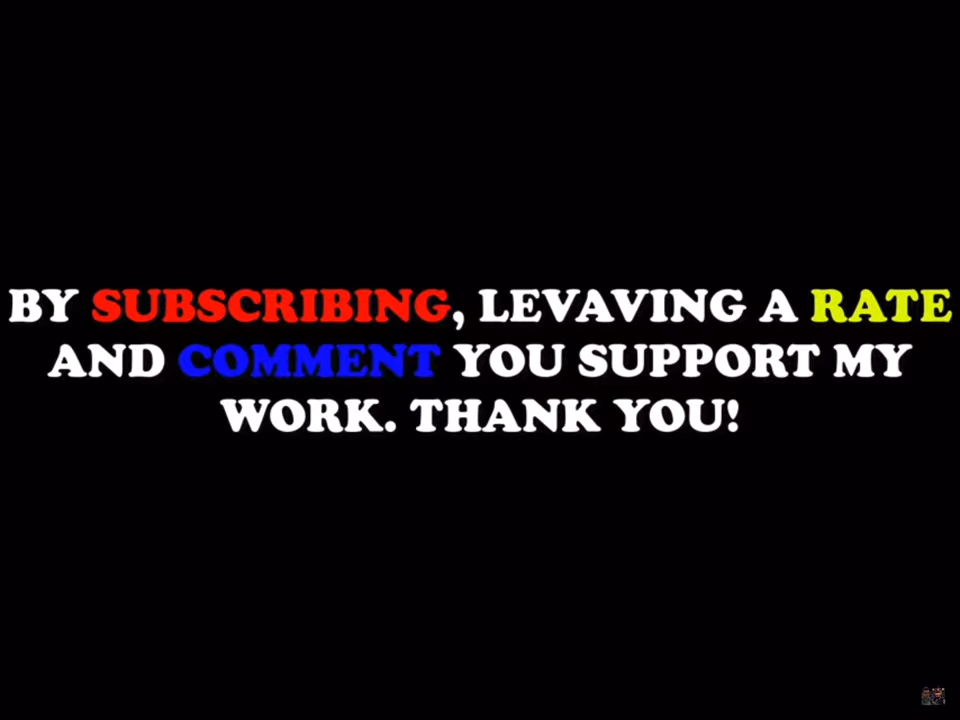 BY SUBSCRIBING, LEVAVING A RATE
AND COMMENT YOU SUPPORT MY
WORK. THANK YOU!